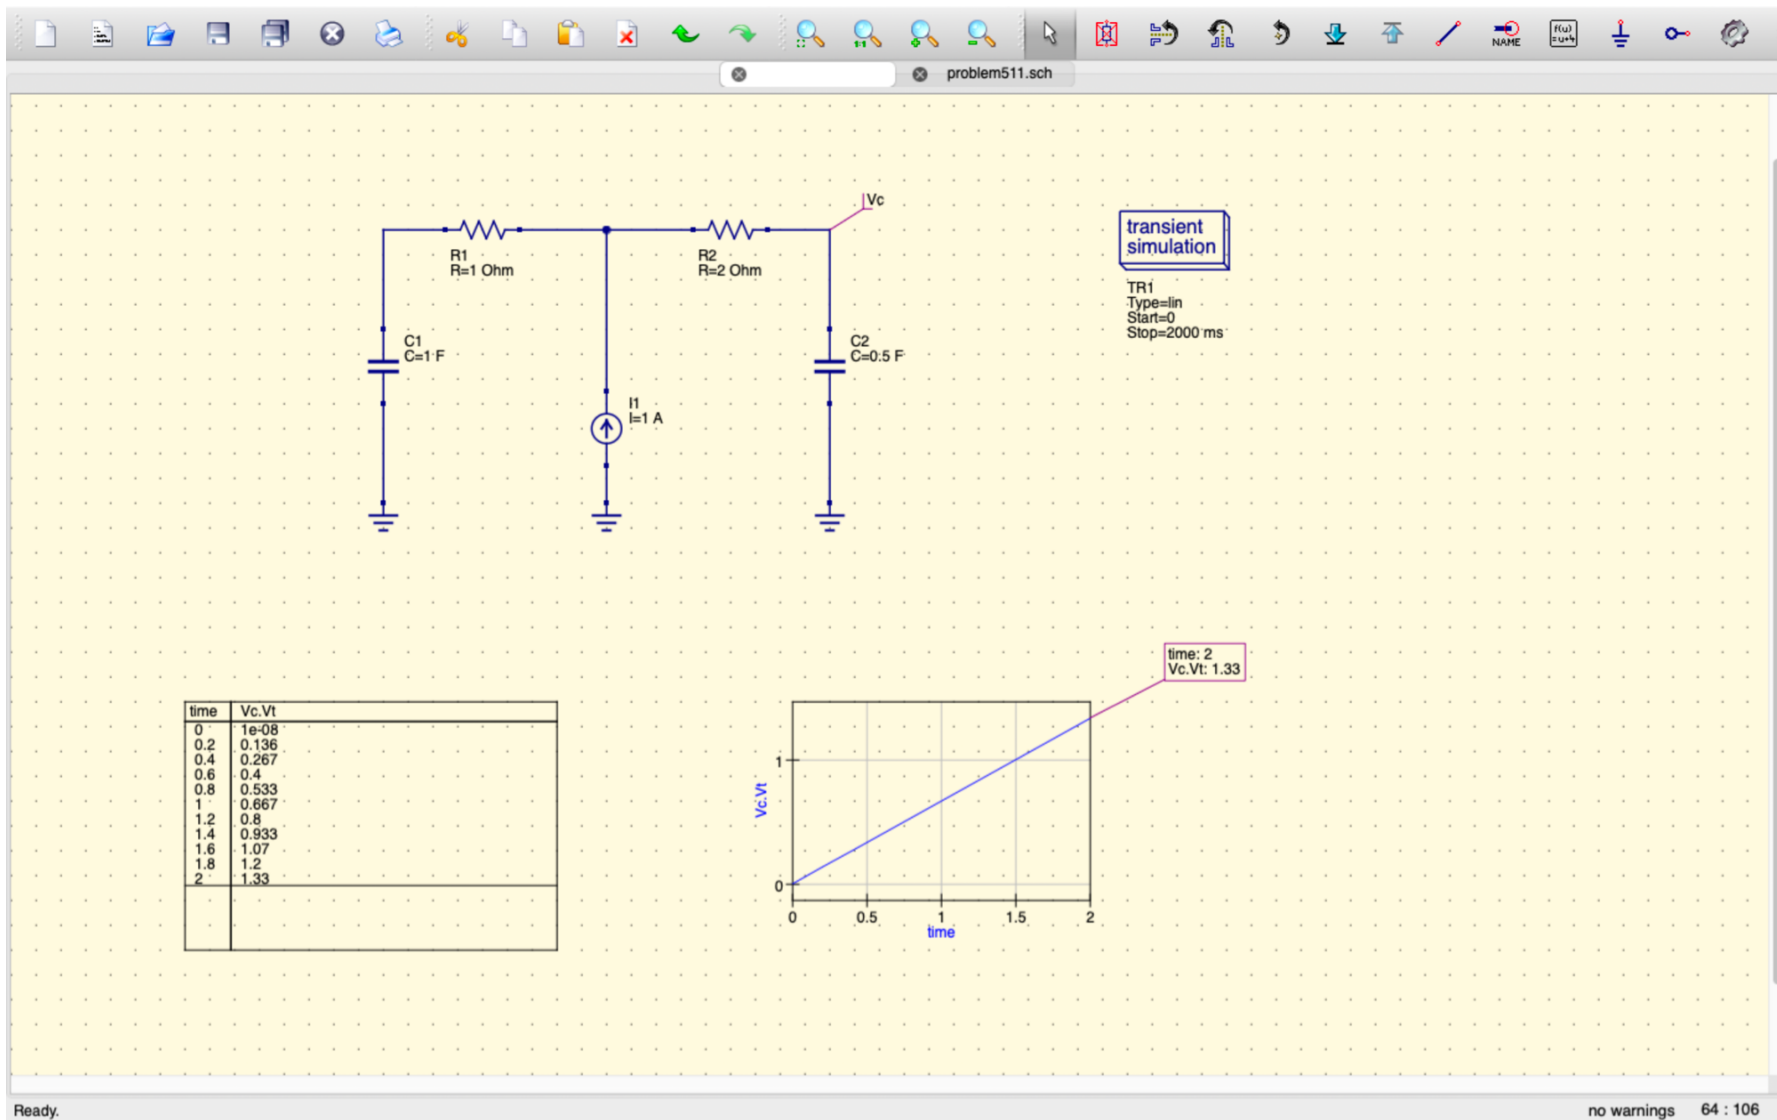 NAME
f(u)
=u+4
1:1
problem511.sch
Vc
R1
R=1 Ohm
R2
R=2 Ohm
transient
simulation
TR1
Type=lin
Start=0
Stop=2000 ms
C1
C=1 F
C2
C=0.5 F
I1
I=1 A
time: 2
Vc.Vt: 1.33
time Vc.Vt
0 1e-08
0.2 0.136
0.4 0.267
0.6 0.4
0.8 0.533
1 0.667
1.2 0.8
1.4 0.933
1.6 1.07
1.8 1.2
2 1.33
1
0
Vc.Vt
0 0.5 1 1.5 2
time
Ready.
no warnings 64 : 106